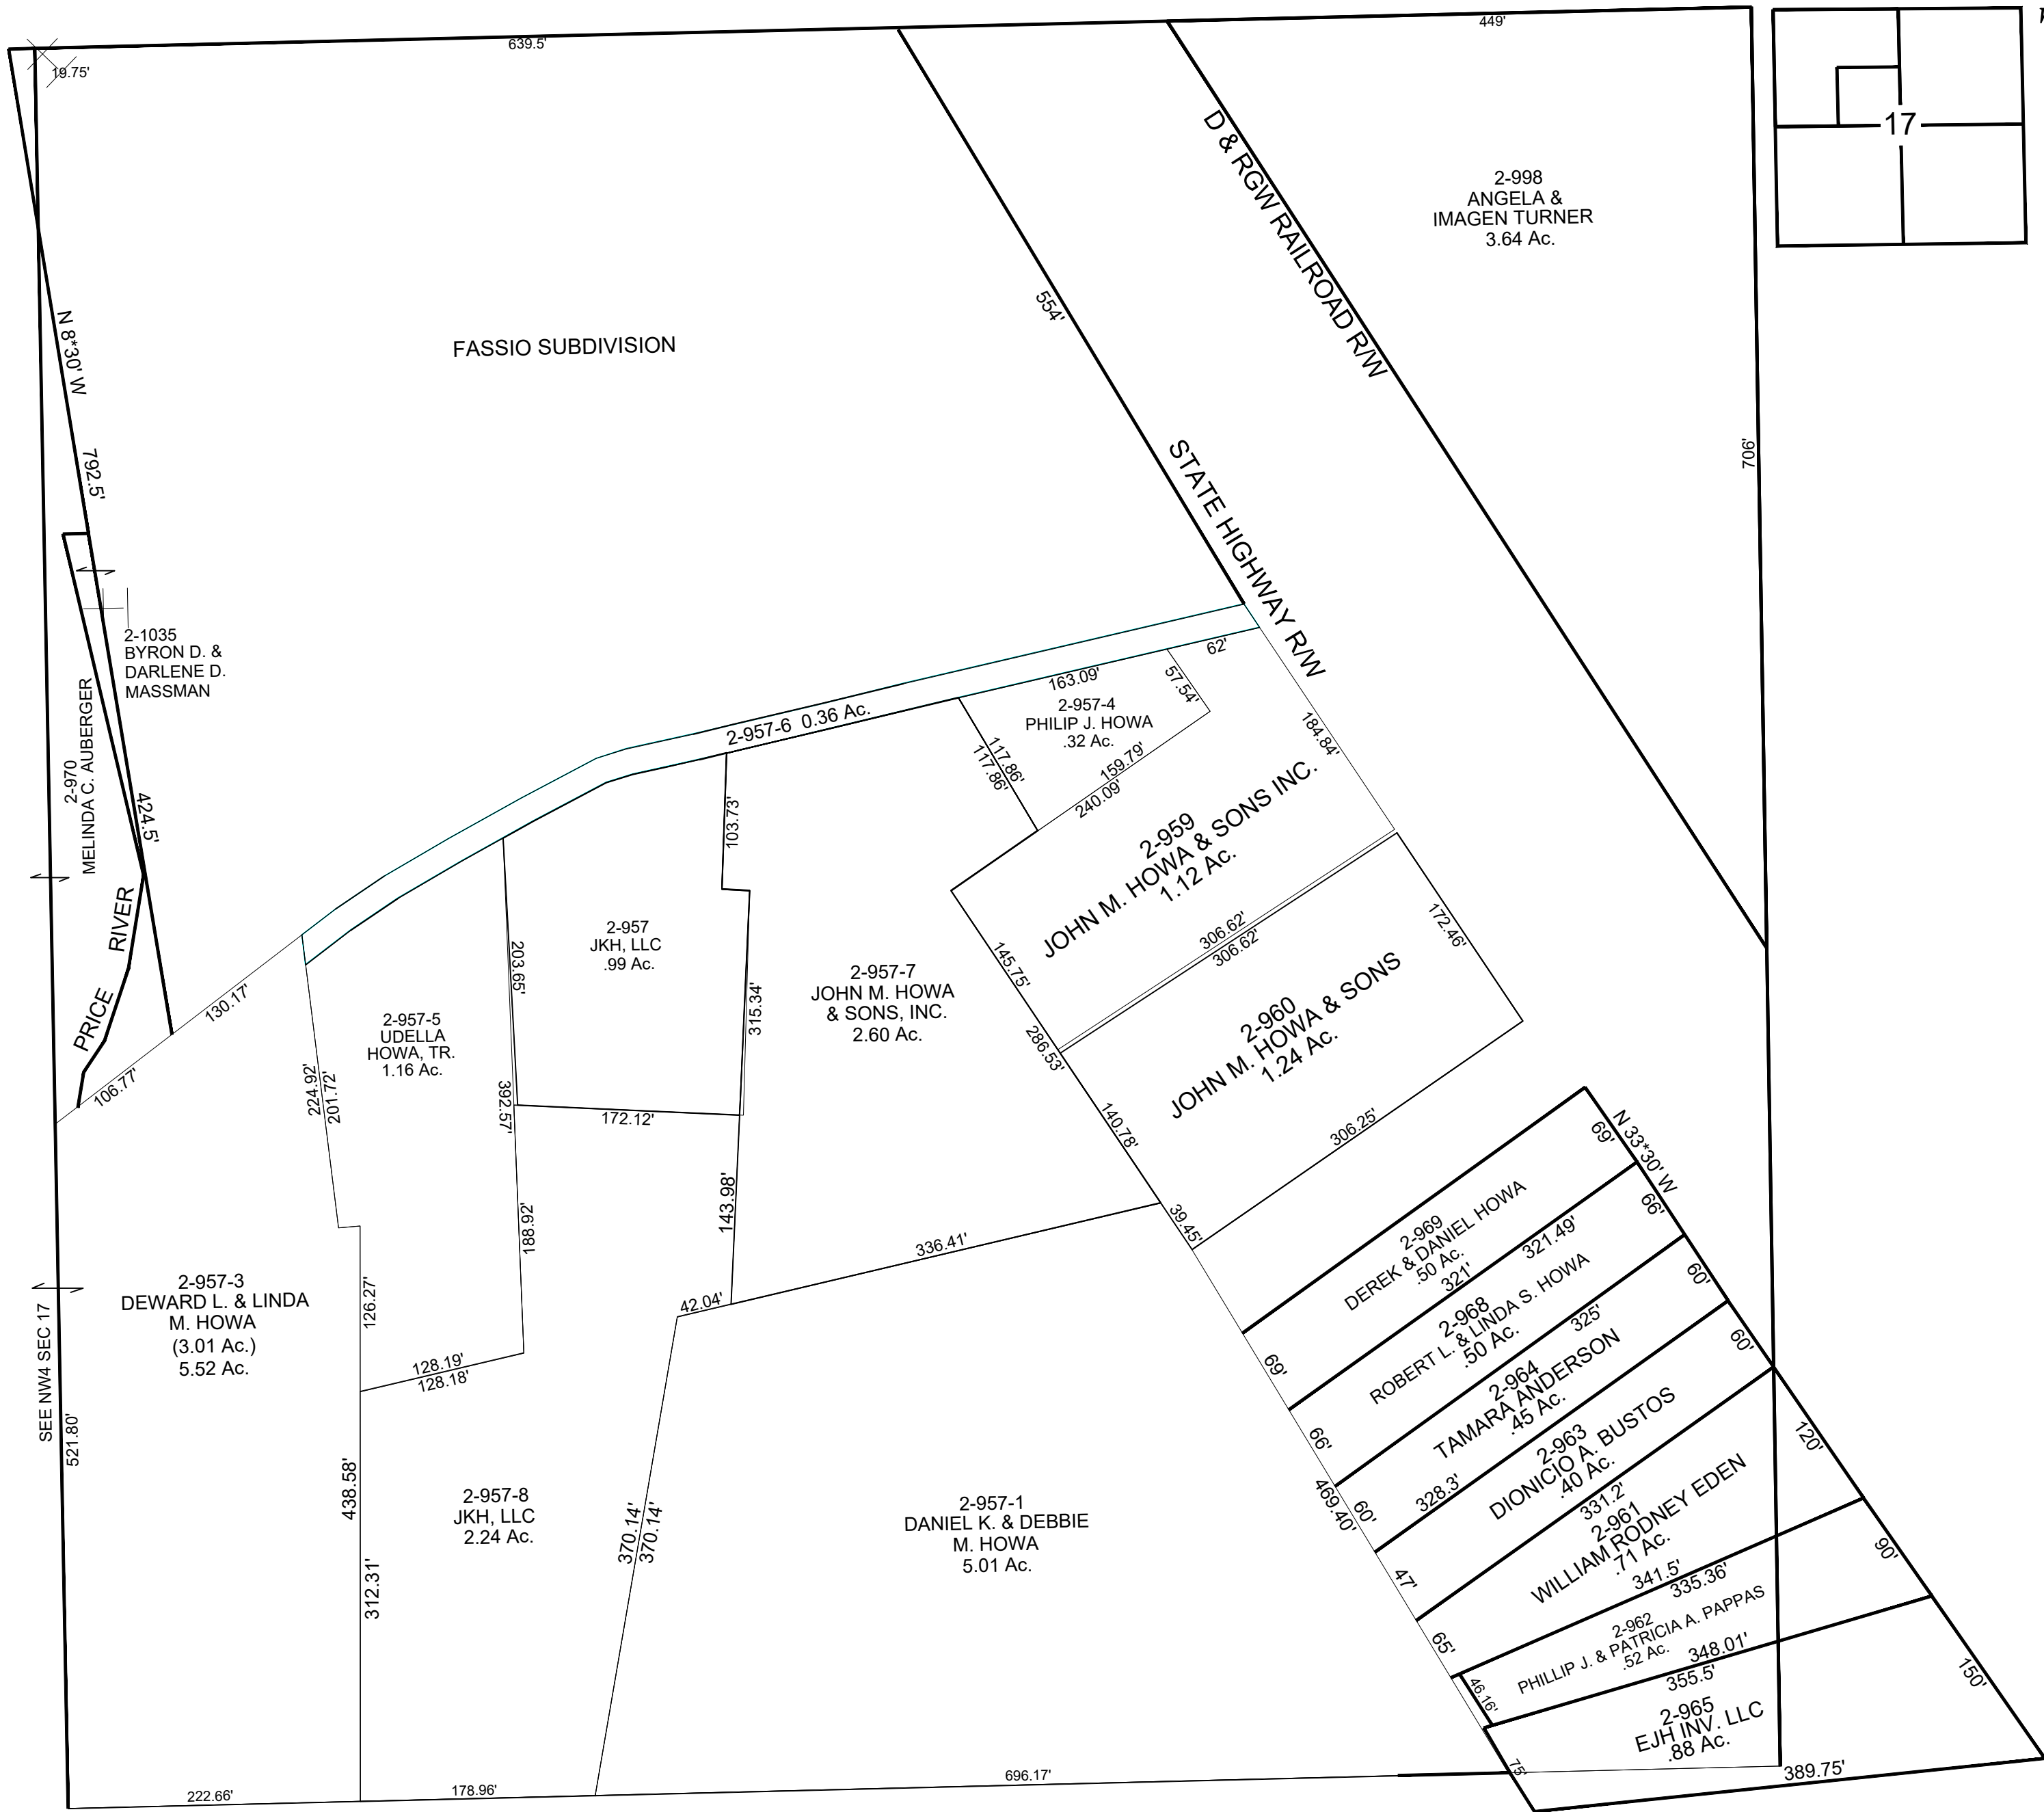 639.5'
449'
19.75'
17
D & RGW RAILROAD R/W
2-998
ANGELA &
IMAGEN TURNER
3.64 Ac.
554'
N 8*30' W
FASSIO SUBDIVISION
706'
792.5'
STATE HIGHWAY R/W
2-1035
BYRON D. &
DARLENE D.
MASSMAN
2-970
MELINDA C. AUBERGER
424.5'
PRICE RIVER
62'
163.09'
57.54'
2-957-4
PHILIP J. HOWA
.32 Ac.
2-957-6 0.36 Ac.
117.86'
117.86'
159.79'
240.09'
184.84'
103.73'
2-959
JOHN M. HOWA & SONS INC.
1.12 Ac.
306.62'
306.62'
172.46'
2-957
JKH, LLC
.99 Ac.
203.65'
145.75'
2-957-7
JOHN M. HOWA
& SONS, INC.
2.60 Ac.
315.34'
130.17'
2-957-5
UDELLA
HOWA, TR.
1.16 Ac.
286.53'
2-960
JOHN M. HOWA & SONS
1.24 Ac.
106.77'
224.92'
201.72'
392.57'
172.12'
140.78'
306.25'
69'
N 33*30' W
143.98'
188.92'
39.45'
336.41'
66'
2-969
DEREK & DANIEL HOWA
.50 Ac.
321'
321.49'
2-957-3
DEWARD L. & LINDA
M. HOWA
(3.01 Ac.)
5.52 Ac.
126.27'
42.04'
60'
2-968
ROBERT L. & LINDA S. HOWA
.50 Ac.
325'
SEE NW4 SEC 17
128.19'
128.18'
69'
60'
2-964
TAMARA ANDERSON
.45 Ac.
328.3'
521.80'
66'
120'
2-963
DIONICIO A. BUSTOS
.40 Ac.
331.2'
438.58'
2-957-8
JKH, LLC
2.24 Ac.
370.14'
370.14'
2-957-1
DANIEL K. & DEBBIE
M. HOWA
5.01 Ac.
469.40'
60'
2-961
WILLIAM RODNEY EDEN
.71 Ac.
341.5'
335.36'
90'
312.31'
47'
2-962
PHILLIP J. & PATRICIA A. PAPPAS
.52 Ac.
348.01'
355.5'
65'
46.16'
150'
2-965
EJH INV. LLC
.88 Ac.
75'
389.75'
222.66'
178.96'
696.17'